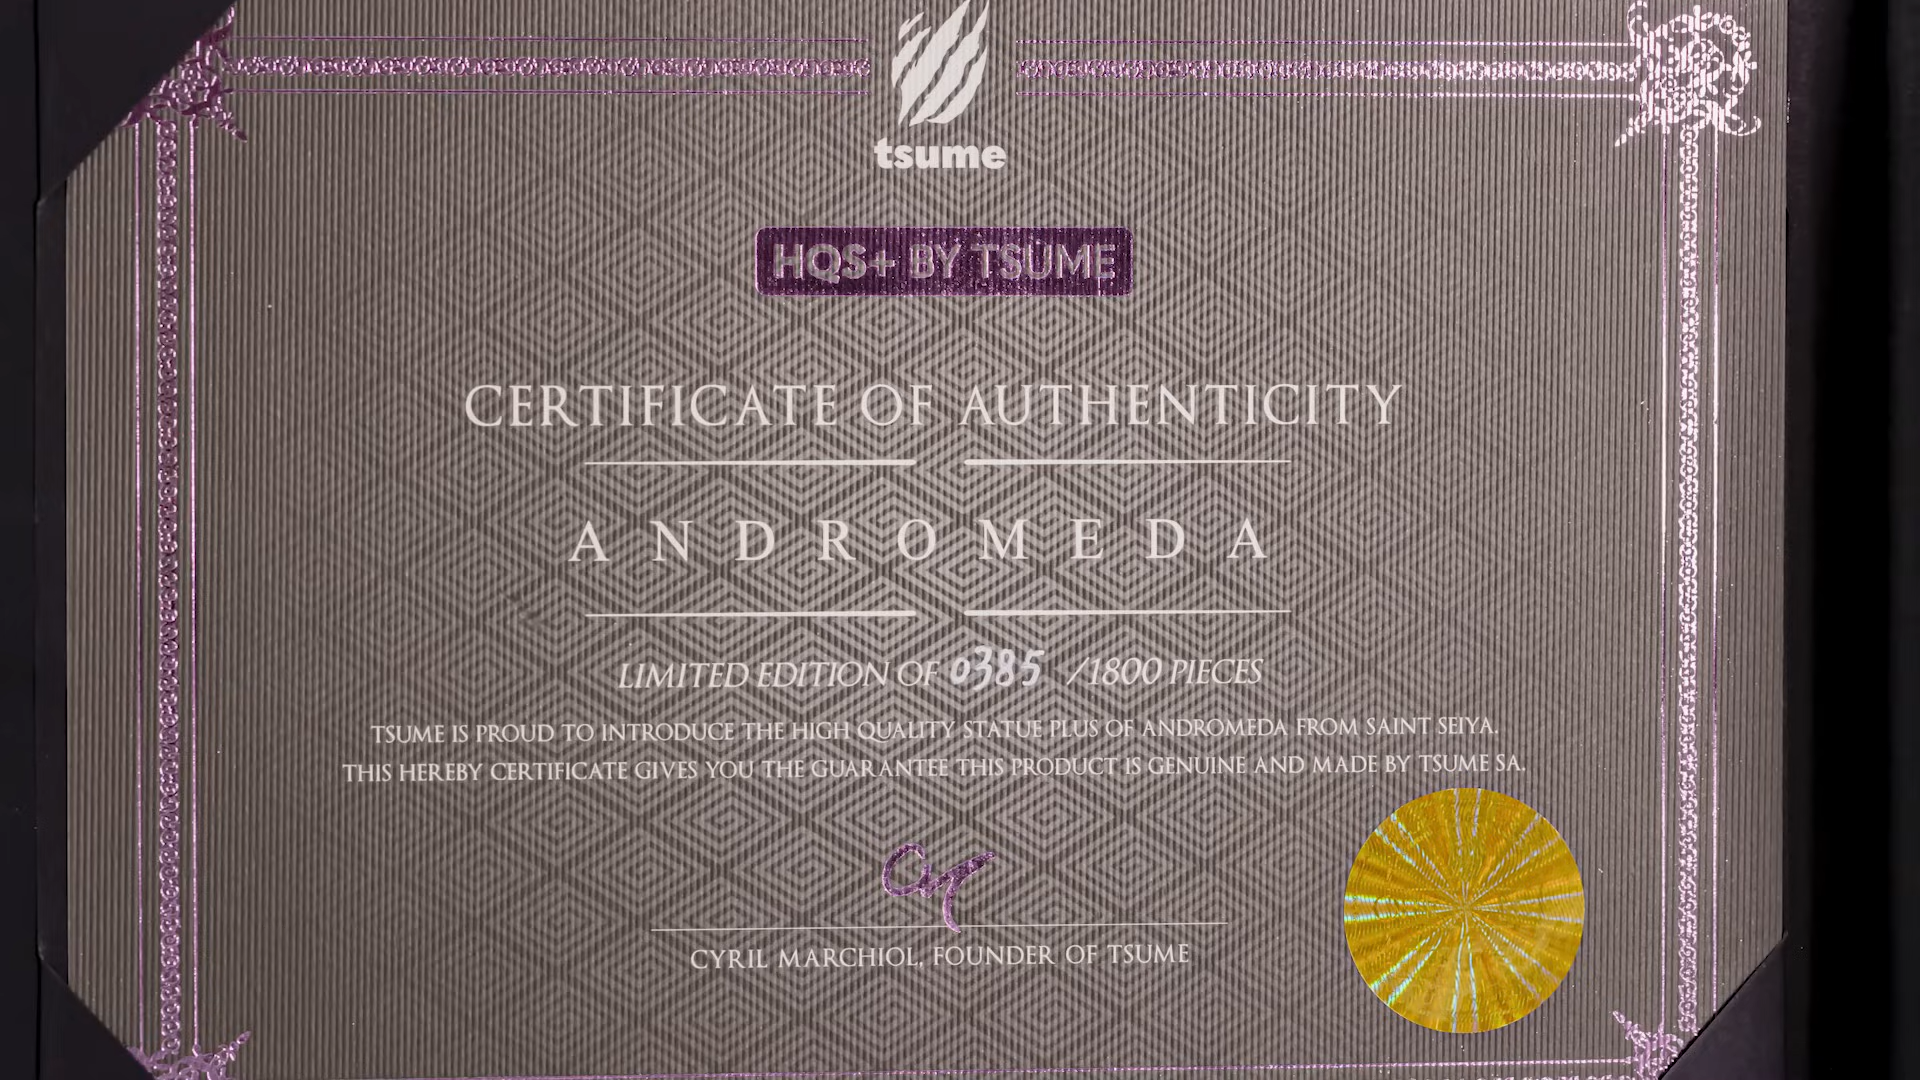 tsume
HQS+ BY TSUME
CERTIFICATE OF AUTHENTICITY
ANDROMEDA
LIMITED EDITION OF 0385 /1800 PIECES
TSUME IS PROUD TO INTRODUCE THE HIGH QUALITY STATUE PLUS OF ANDROMEDA FROM SAINT SEIYA.
THIS HEREBY CERTIFICATE GIVES YOU THE GUARANTEE THIS PRODUCT IS GENUINE AND MADE BY TSUME SA.
CYRIL MARCHIOL, FOUNDER OF TSUME